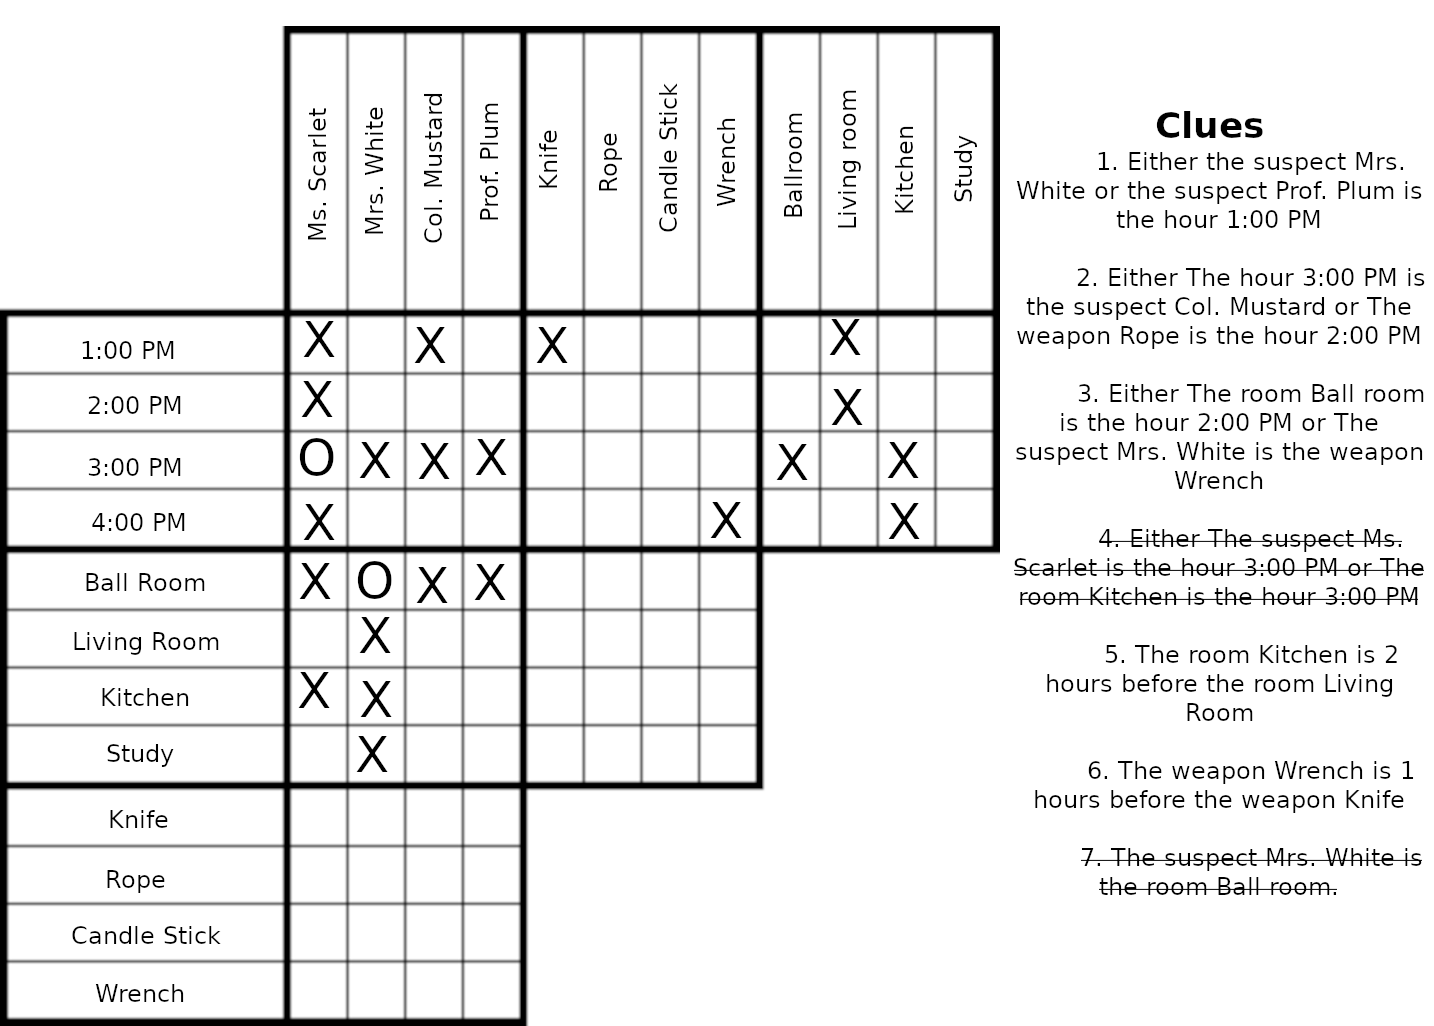 Ms. Scarlet
Mrs. White
Col. Mustard
Prof. Plum
Knife
Rope
Candle Stick
Wrench
Ballroom
Living room
Kitchen
Study
1:00 PM X X X X
2:00 PM X X
3:00 PM O X X X X X
4:00 PM X X X
Ball Room X O X X
Living Room X
Kitchen X X
Study X
Knife
Rope
Candle Stick
Wrench
Clues
1. Either the suspect Mrs.
White or the suspect Prof. Plum is
the hour 1:00 PM
2. Either The hour 3:00 PM is
the suspect Col. Mustard or The
weapon Rope is the hour 2:00 PM
3. Either The room Ball room
is the hour 2:00 PM or The
suspect Mrs. White is the weapon
Wrench
4. Either The suspect Ms.
Scarlet is the hour 3:00 PM or The
room Kitchen is the hour 3:00 PM
5. The room Kitchen is 2
hours before the room Living
Room
6. The weapon Wrench is 1
hours before the weapon Knife
7. The suspect Mrs. White is
the room Ball room.